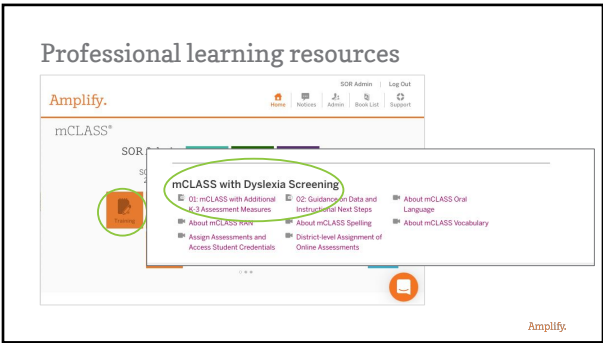 Professional learning resources
SOR Admin | Log Out
Amplify.
Home Notices Admin Book List Support
mCLASS®
SOR
Training
mCLASS with Dyslexia Screening
01: mCLASS with Additional K-3 Assessment Measures
02: Guidance on Data and Instructional Next Steps
About mCLASS Oral Language
About mCLASS RAN
About mCLASS Spelling
About mCLASS Vocabulary
Assign Assessments and Access Student Credentials
District-level Assignment of Online Assessments
Amplify.